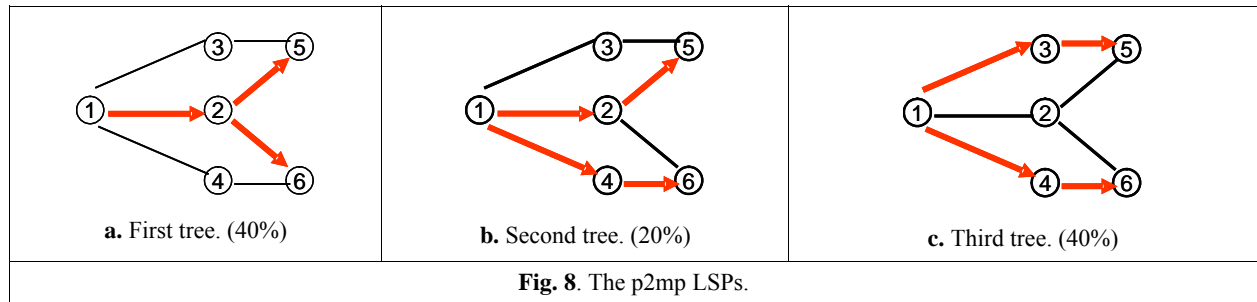 3 5
1 2
4 6
a. First tree. (40%)
3 5
1 2
4 6
b. Second tree. (20%)
3 5
1 2
4 6
c. Third tree. (40%)
Fig. 8. The p2mp LSPs.